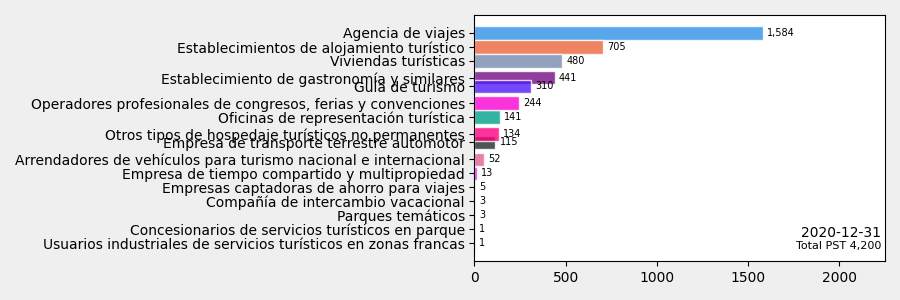 Agencia de viajes 1,584
Establecimientos de alojamiento turístico 705
Viviendas turísticas 480
Establecimiento de gastronomía y similares 441
Guía de turismo 310
Operadores profesionales de congresos, ferias y convenciones 244
Oficinas de representación turística 141
Otros tipos de hospedaje turísticos no permanentes 134
Empresa de transporte terrestre automotor 115
Arrendadores de vehículos para turismo nacional e internacional 52
Empresa de tiempo compartido y multipropiedad 13
Empresas captadoras de ahorro para viajes 5
Compañía de intercambio vacacional 3
Parques temáticos 3
Concesionarios de servicios turísticos en parque 1
Usuarios industriales de servicios turísticos en zonas francas 1
2020-12-31
Total PST 4,200
0 500 1000 1500 2000